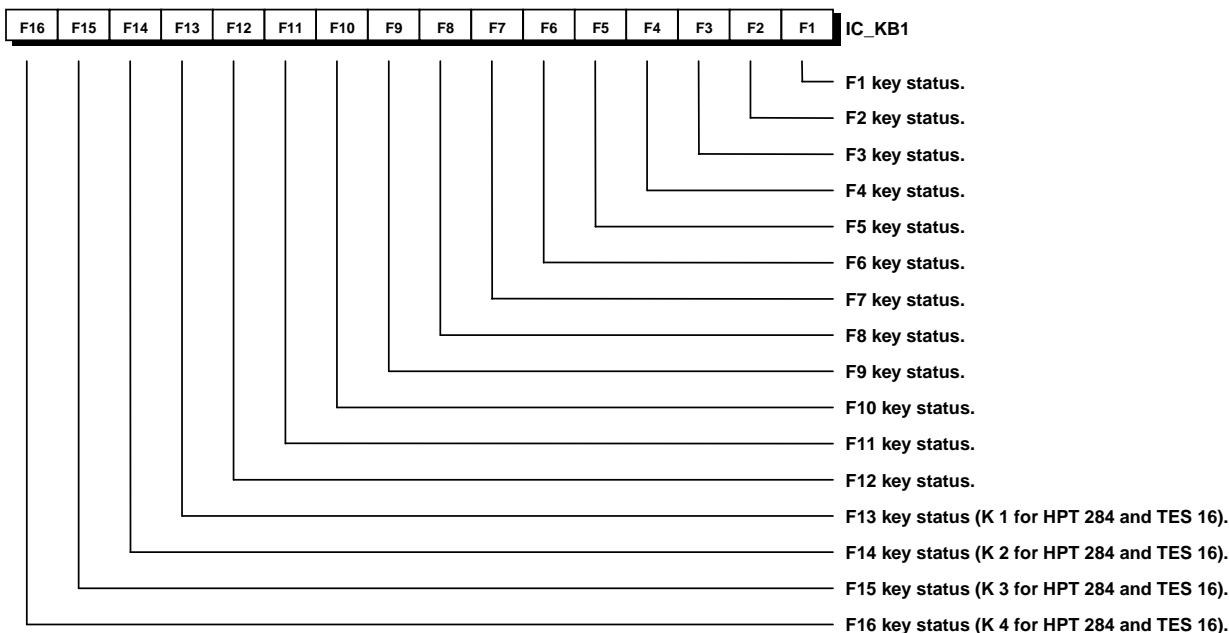 F16 F15 F14 F13 F12 F11 F10 F9 F8 F7 F6 F5 F4 F3 F2 F1 IC_KB1
F1 key status.
F2 key status.
F3 key status.
F4 key status.
F5 key status.
F6 key status.
F7 key status.
F8 key status.
F9 key status.
F10 key status.
F11 key status.
F12 key status.
F13 key status (K 1 for HPT 284 and TES 16).
F14 key status (K 2 for HPT 284 and TES 16).
F15 key status (K 3 for HPT 284 and TES 16).
F16 key status (K 4 for HPT 284 and TES 16).